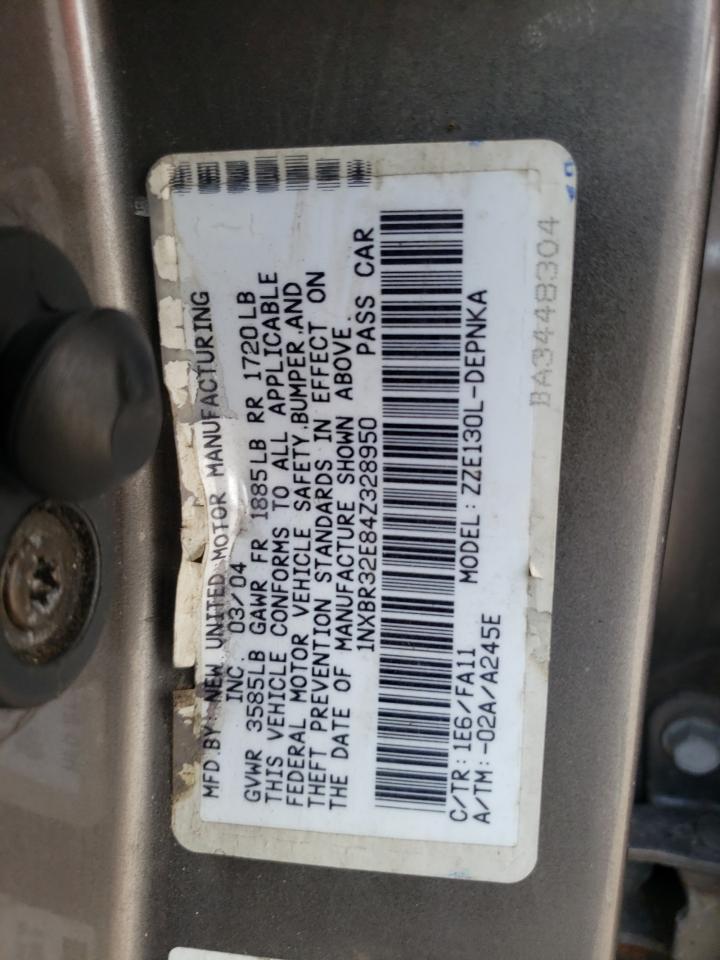 MFD.BY: NEW UNITED MOTOR MANUFACTURING
INC. 03/04
GVWR 3585LB GAWR FR 1885LB RR 1720LB
THIS VEHICLE CONFORMS TO ALL APPLICABLE
FEDERAL MOTOR VEHICLE SAFETY,BUMPER,AND
THEFT PREVENTION STANDARDS IN EFFECT ON
THE DATE OF MANUFACTURE SHOWN ABOVE.
1NXBR32E84Z328950 PASS CAR
C/TR: 1E6/FA11 MODEL: ZZE130L-DEPNKA
A/TM: -02A/A245E
BA3448304